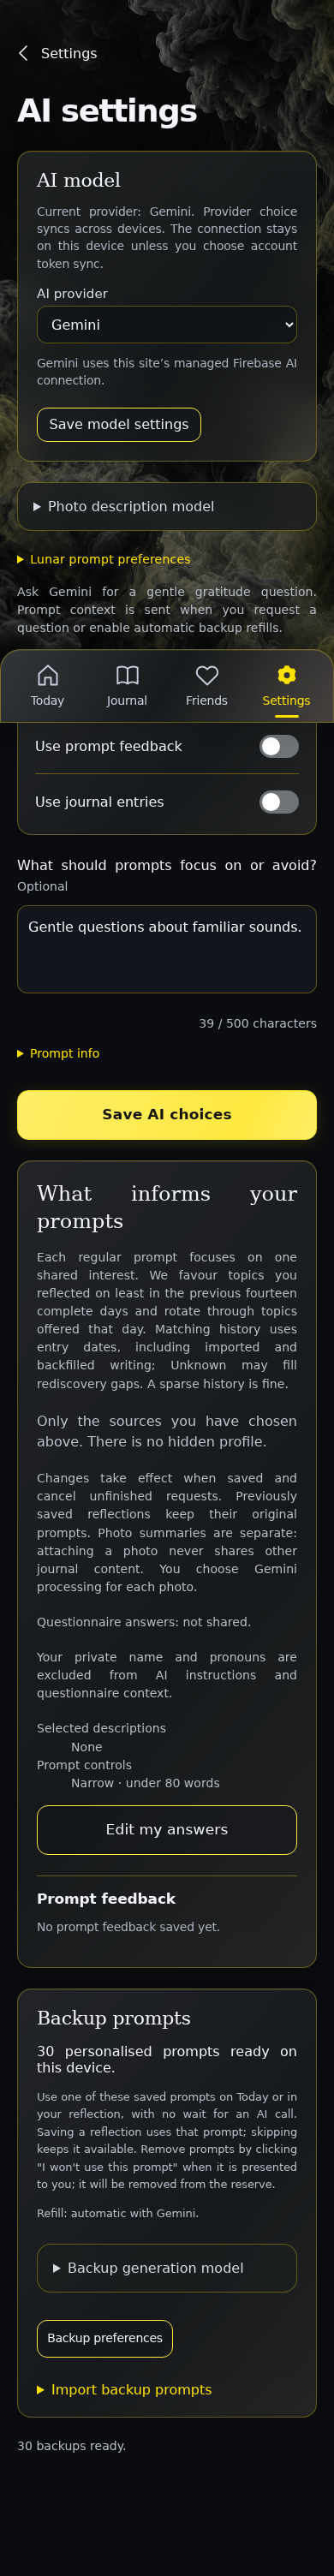 Settings
AI settings
AI model
Current provider: Gemini. Provider choice
syncs across devices. The connection stays
on this device unless you choose account
token sync.
AI provider
Gemini
Gemini uses this site’s managed Firebase AI
connection.
Save model settings
Photo description model
Lunar prompt preferences
Ask Gemini for a gentle gratitude question.
Prompt context is sent when you request a
question or enable automatic backup refills.
Today
Journal
Friends
Settings
Use prompt feedback
Use journal entries
What should prompts focus on or avoid?
Optional
Gentle questions about familiar sounds.
39 / 500 characters
Prompt info
Save AI choices
What informs your
prompts
Each regular prompt focuses on one
shared interest. We favour topics you
reflected on least in the previous fourteen
complete days and rotate through topics
offered that day. Matching history uses
entry dates, including imported and
backfilled writing; Unknown may fill
rediscovery gaps. A sparse history is fine.
Only the sources you have chosen
above. There is no hidden profile.
Changes take effect when saved and
cancel unfinished requests. Previously
saved reflections keep their original
prompts. Photo summaries are separate:
attaching a photo never shares other
journal content. You choose Gemini
processing for each photo.
Questionnaire answers: not shared.
Your private name and pronouns are
excluded from AI instructions and
questionnaire context.
Selected descriptions
None
Prompt controls
Narrow · under 80 words
Edit my answers
Prompt feedback
No prompt feedback saved yet.
Backup prompts
30 personalised prompts ready on
this device.
Use one of these saved prompts on Today or in
your reflection, with no wait for an AI call.
Saving a reflection uses that prompt; skipping
keeps it available. Remove prompts by clicking
"I won't use this prompt" when it is presented
to you; it will be removed from the reserve.
Refill: automatic with Gemini.
Backup generation model
Backup preferences
Import backup prompts
30 backups ready.